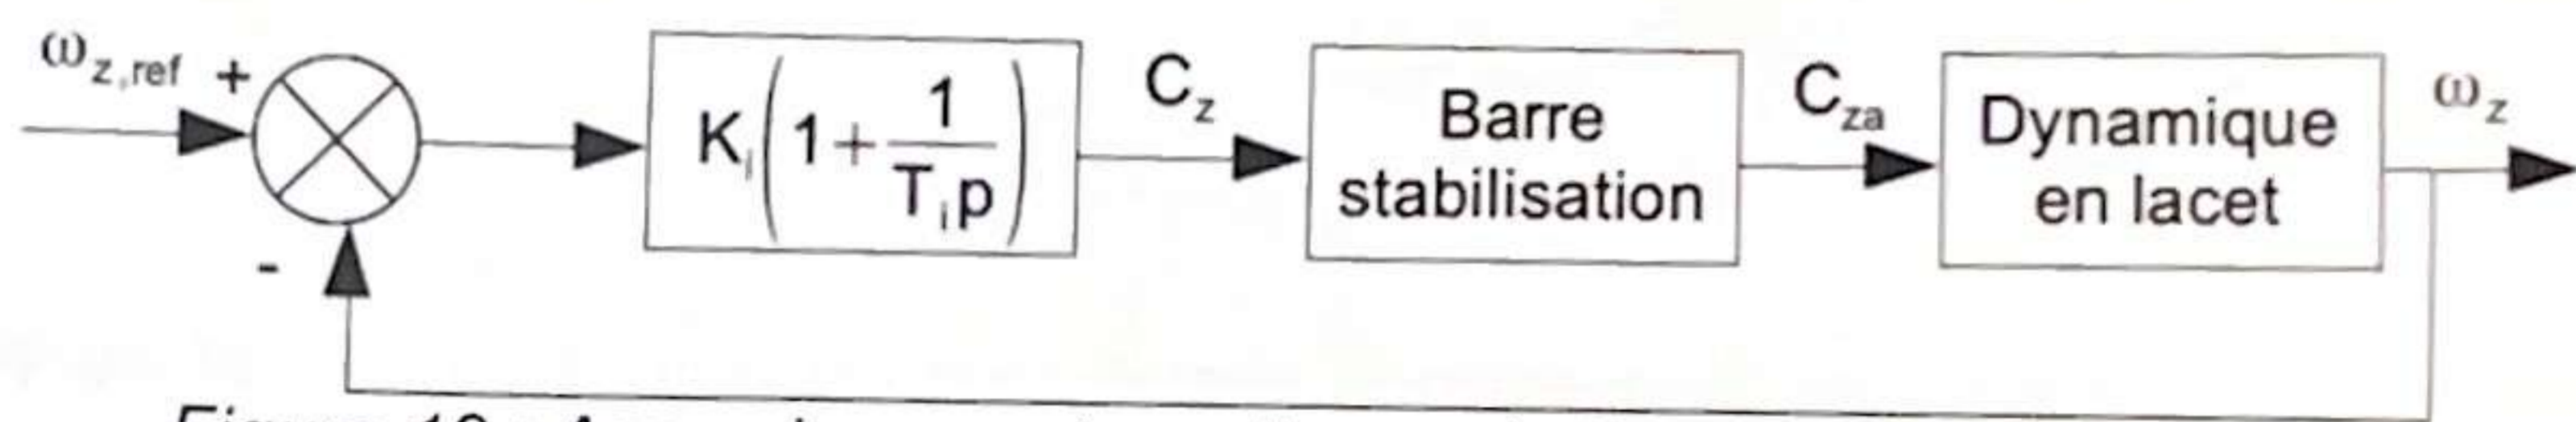 ω z,ref +
-
K i ( 1 + 1 / T i p )
C z
Barre
stabilisation
C za
Dynamique
en lacet
ω z